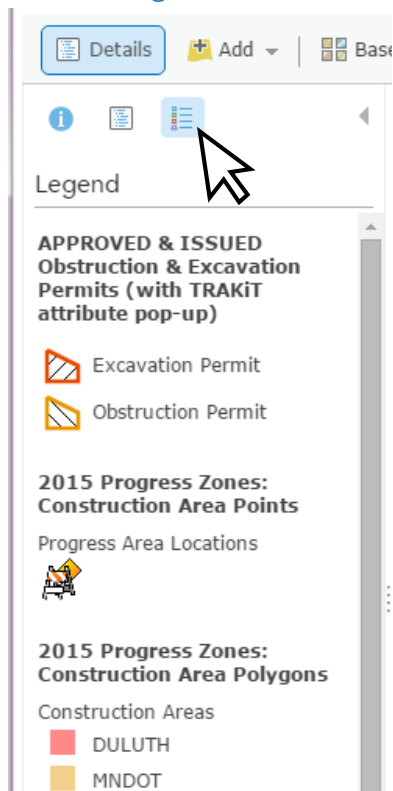 Details
Add
Base
Legend
APPROVED & ISSUED
Obstruction & Excavation
Permits (with TRAKiT
attribute pop-up)
Excavation Permit
Obstruction Permit
2015 Progress Zones:
Construction Area Points
Progress Area Locations
2015 Progress Zones:
Construction Area Polygons
Construction Areas
DULUTH
MNDOT